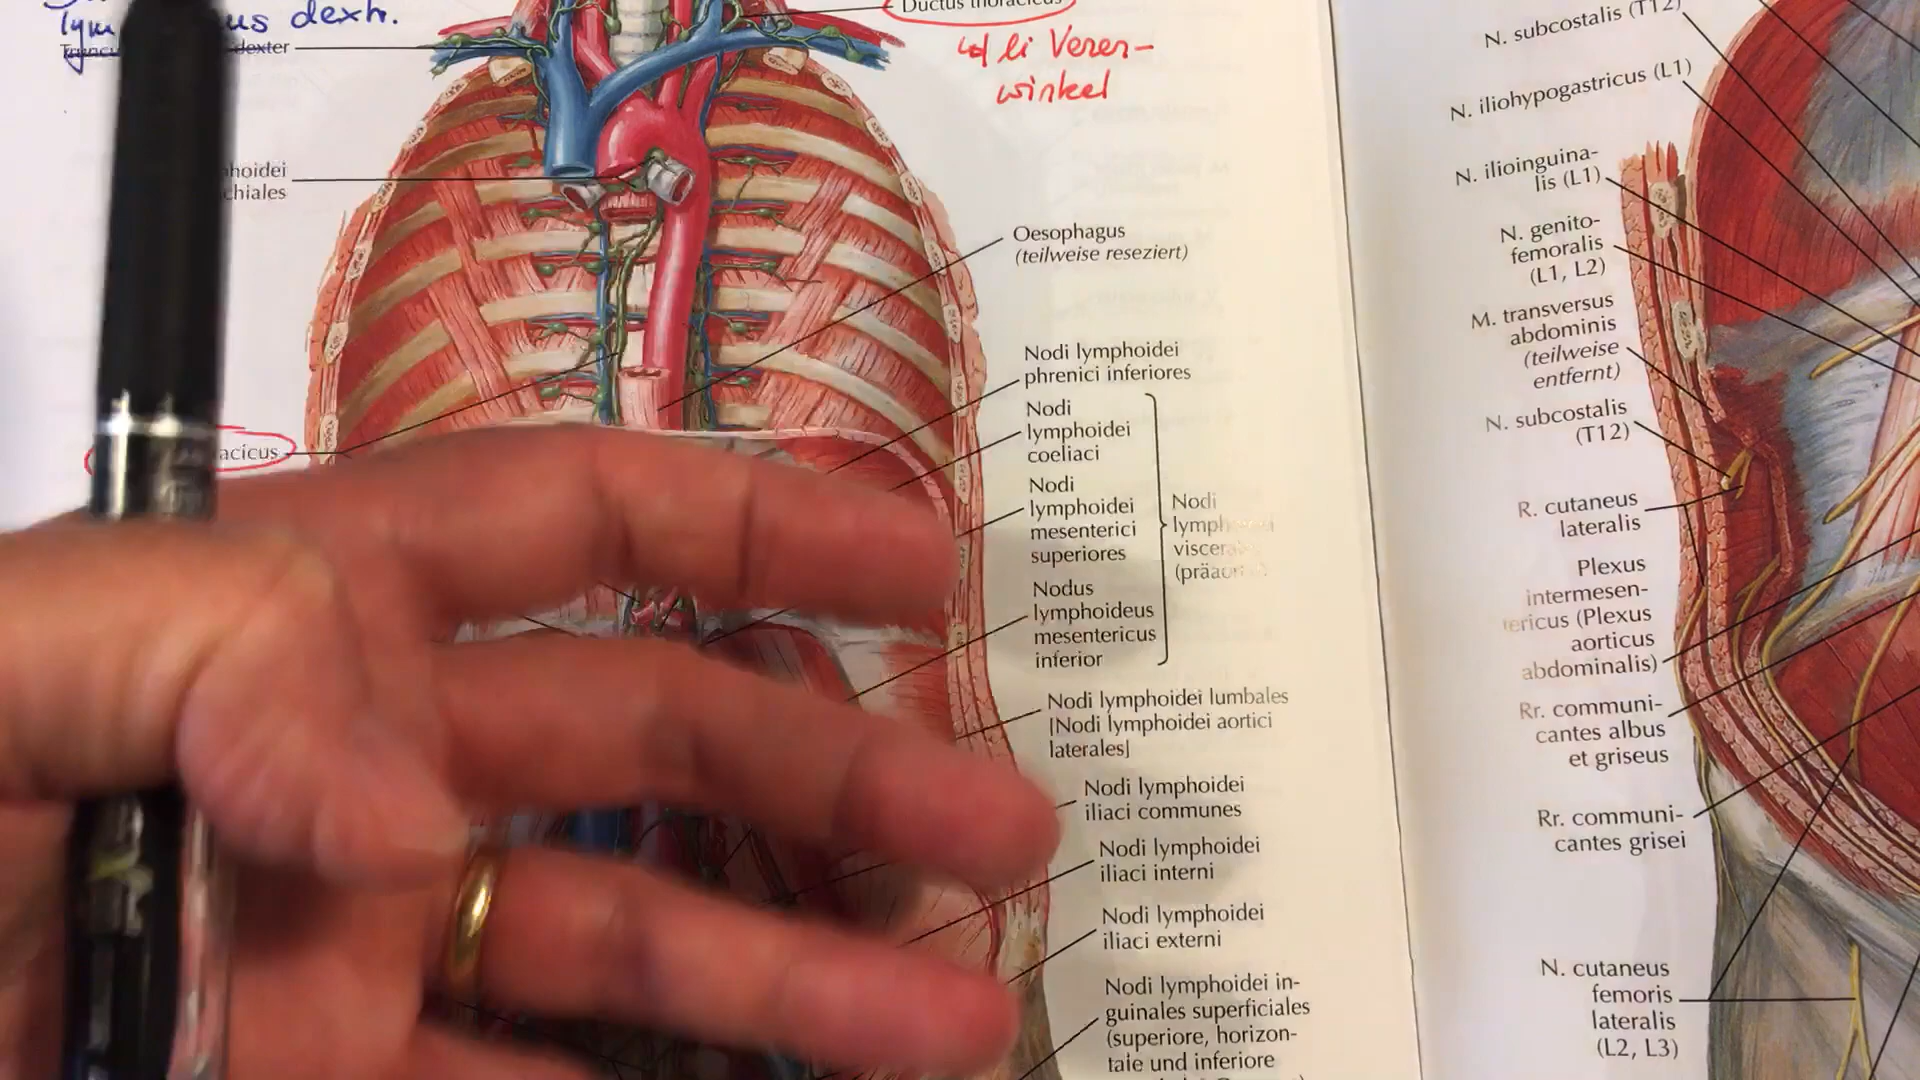 dextr.
dexter
Ductus thoracicus
li Venen-
winkel
hoidei
chiales
Oesophagus
(teilweise reseziert)
Nodi lymphoidei
phrenici inferiores
Nodi
lymphoidei
coeliaci
Nodi
lymphoidei
mesenterici
superiores
Nodus
lymphoideus
mesentericus
inferior
Nodi
(präaor
acicus
Nodi lymphoidei lumbales
[Nodi lymphoidei aortici
laterales]
Nodi lymphoidei
iliaci communes
Nodi lymphoidei
iliaci interni
Nodi lymphoidei
iliaci externi
Nodi lymphoidei in-
guinales superficiales
(superiore, horizon-
tale und inferiore
N. subcostalis (T12)
N. iliohypogastricus (L1)
N. ilioinguina-
lis (L1)
N. genito-
femoralis
(L1, L2)
M. transversus
abdominis
(teilweise
entfernt)
N. subcostalis
(T12)
R. cutaneus
lateralis
Plexus
intermesen-
tericus (Plexus
aorticus
abdominalis)
Rr. communi-
cantes albus
et griseus
Rr. communi-
cantes grisei
N. cutaneus
femoris
lateralis
(L2, L3)